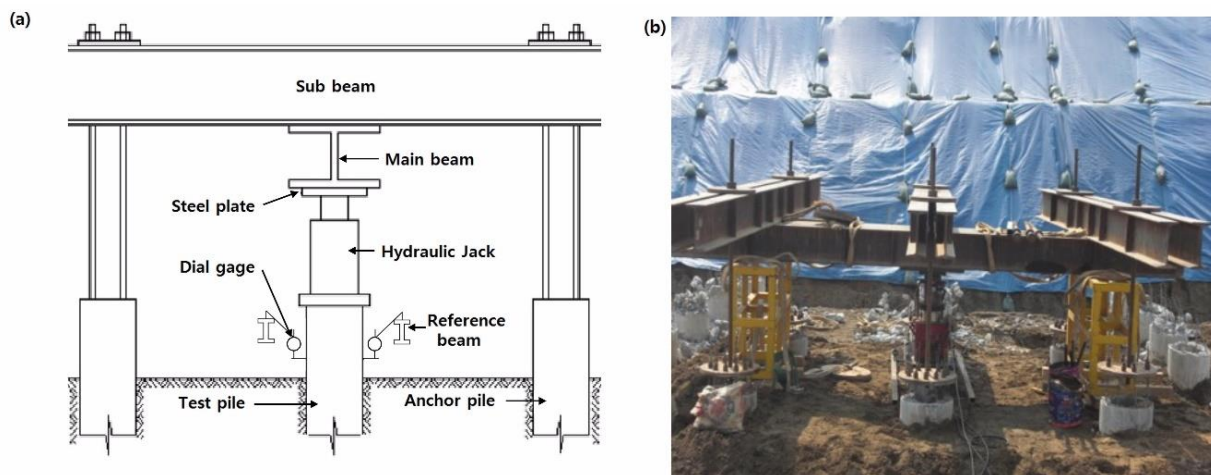 (a)
(b)
Sub beam
Main beam
Steel plate
Hydraulic Jack
Dial gage
Reference
beam
Test pile
Anchor pile